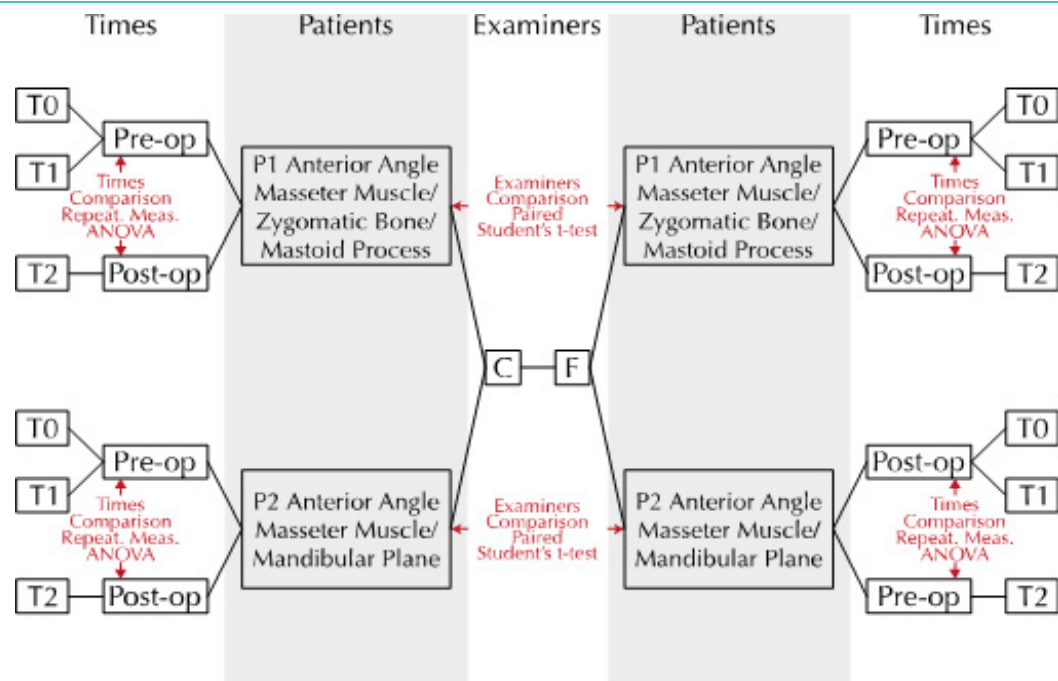 Times
Patients
Examiners
Patients
Times
T0
T1
Pre-op
Times
Comparison
Repeat. Meas.
ANOVA
T2
Post-op
P1 Anterior Angle
Masseter Muscle/
Zygomatic Bone/
Mastoid Process
Examiners
Comparison
Paired
Student's t-test
P1 Anterior Angle
Masseter Muscle/
Zygomatic Bone/
Mastoid Process
Pre-op
T0
T1
Times
Comparison
Repeat. Meas.
ANOVA
Post-op
T2
C
F
T0
T1
Pre-op
Times
Comparison
Repeat. Meas.
ANOVA
T2
Post-op
P2 Anterior Angle
Masseter Muscle/
Mandibular Plane
Examiners
Comparison
Paired
Student's t-test
P2 Anterior Angle
Masseter Muscle/
Mandibular Plane
Post-op
T0
T1
Times
Comparison
Repeat. Meas.
ANOVA
Pre-op
T2